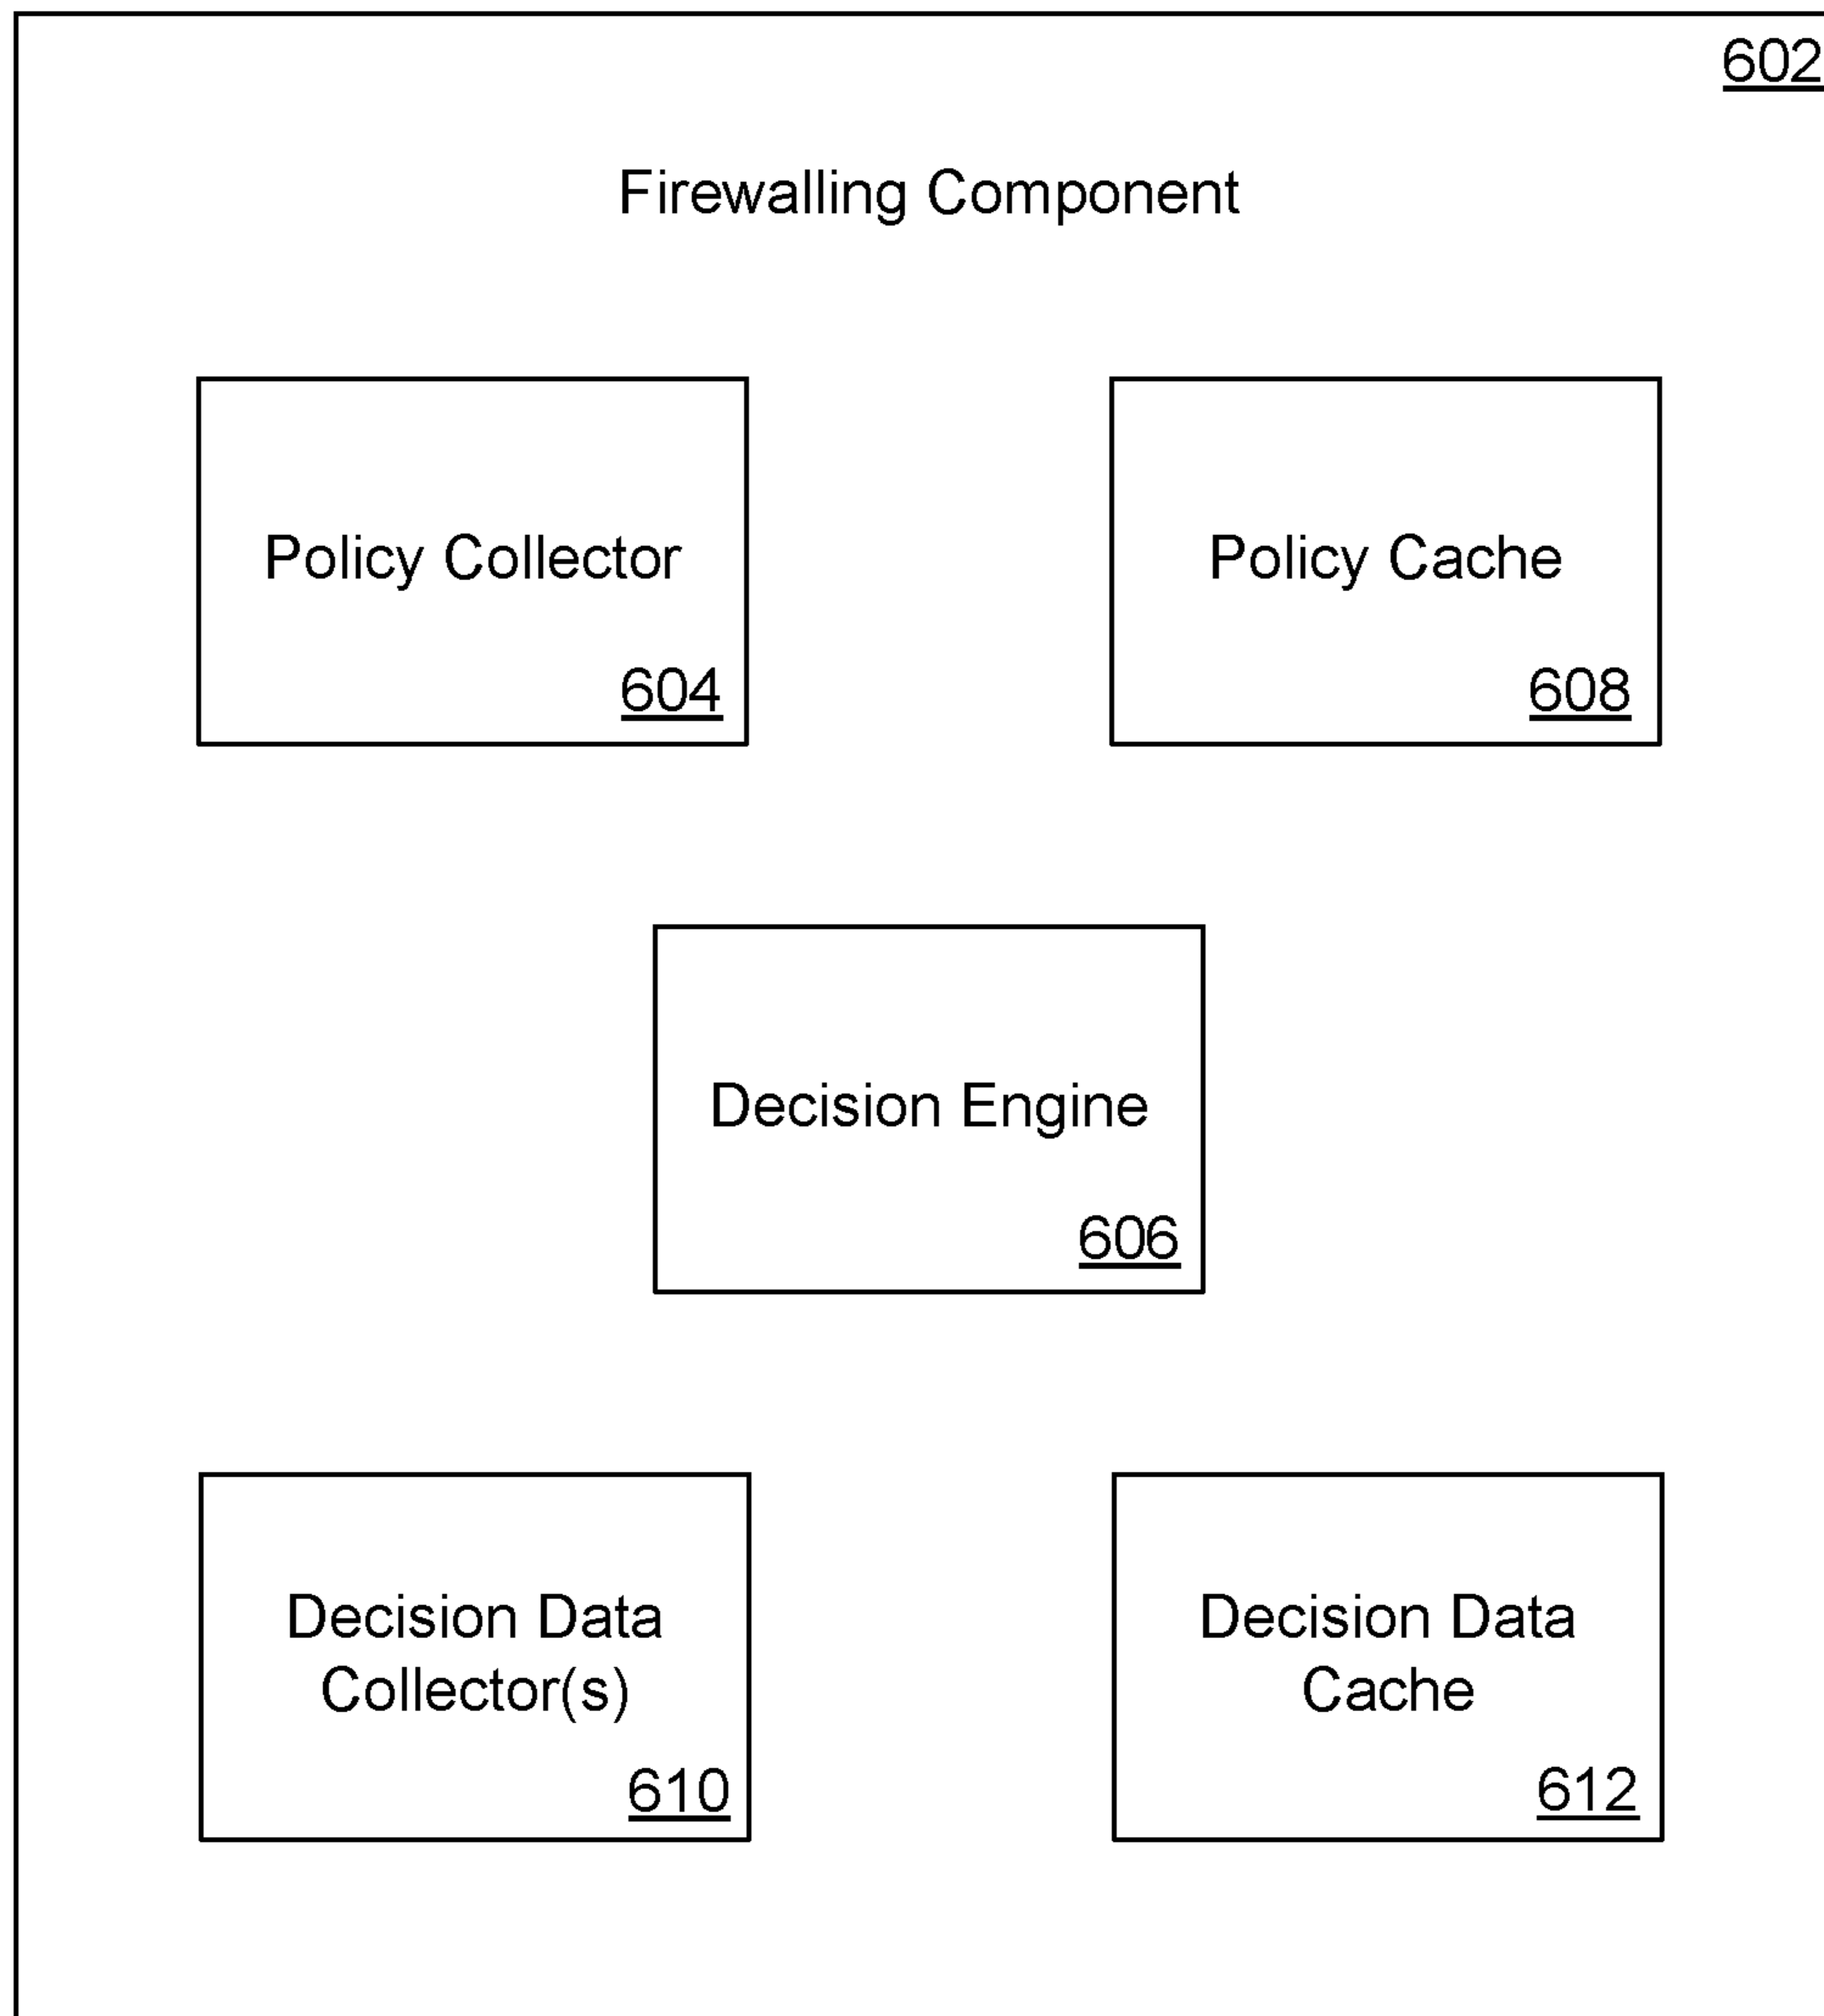 602
Firewalling Component
Policy Collector
604
Policy Cache
608
Decision Engine
606
Decision Data
Collector(s)
610
Decision Data
Cache
612